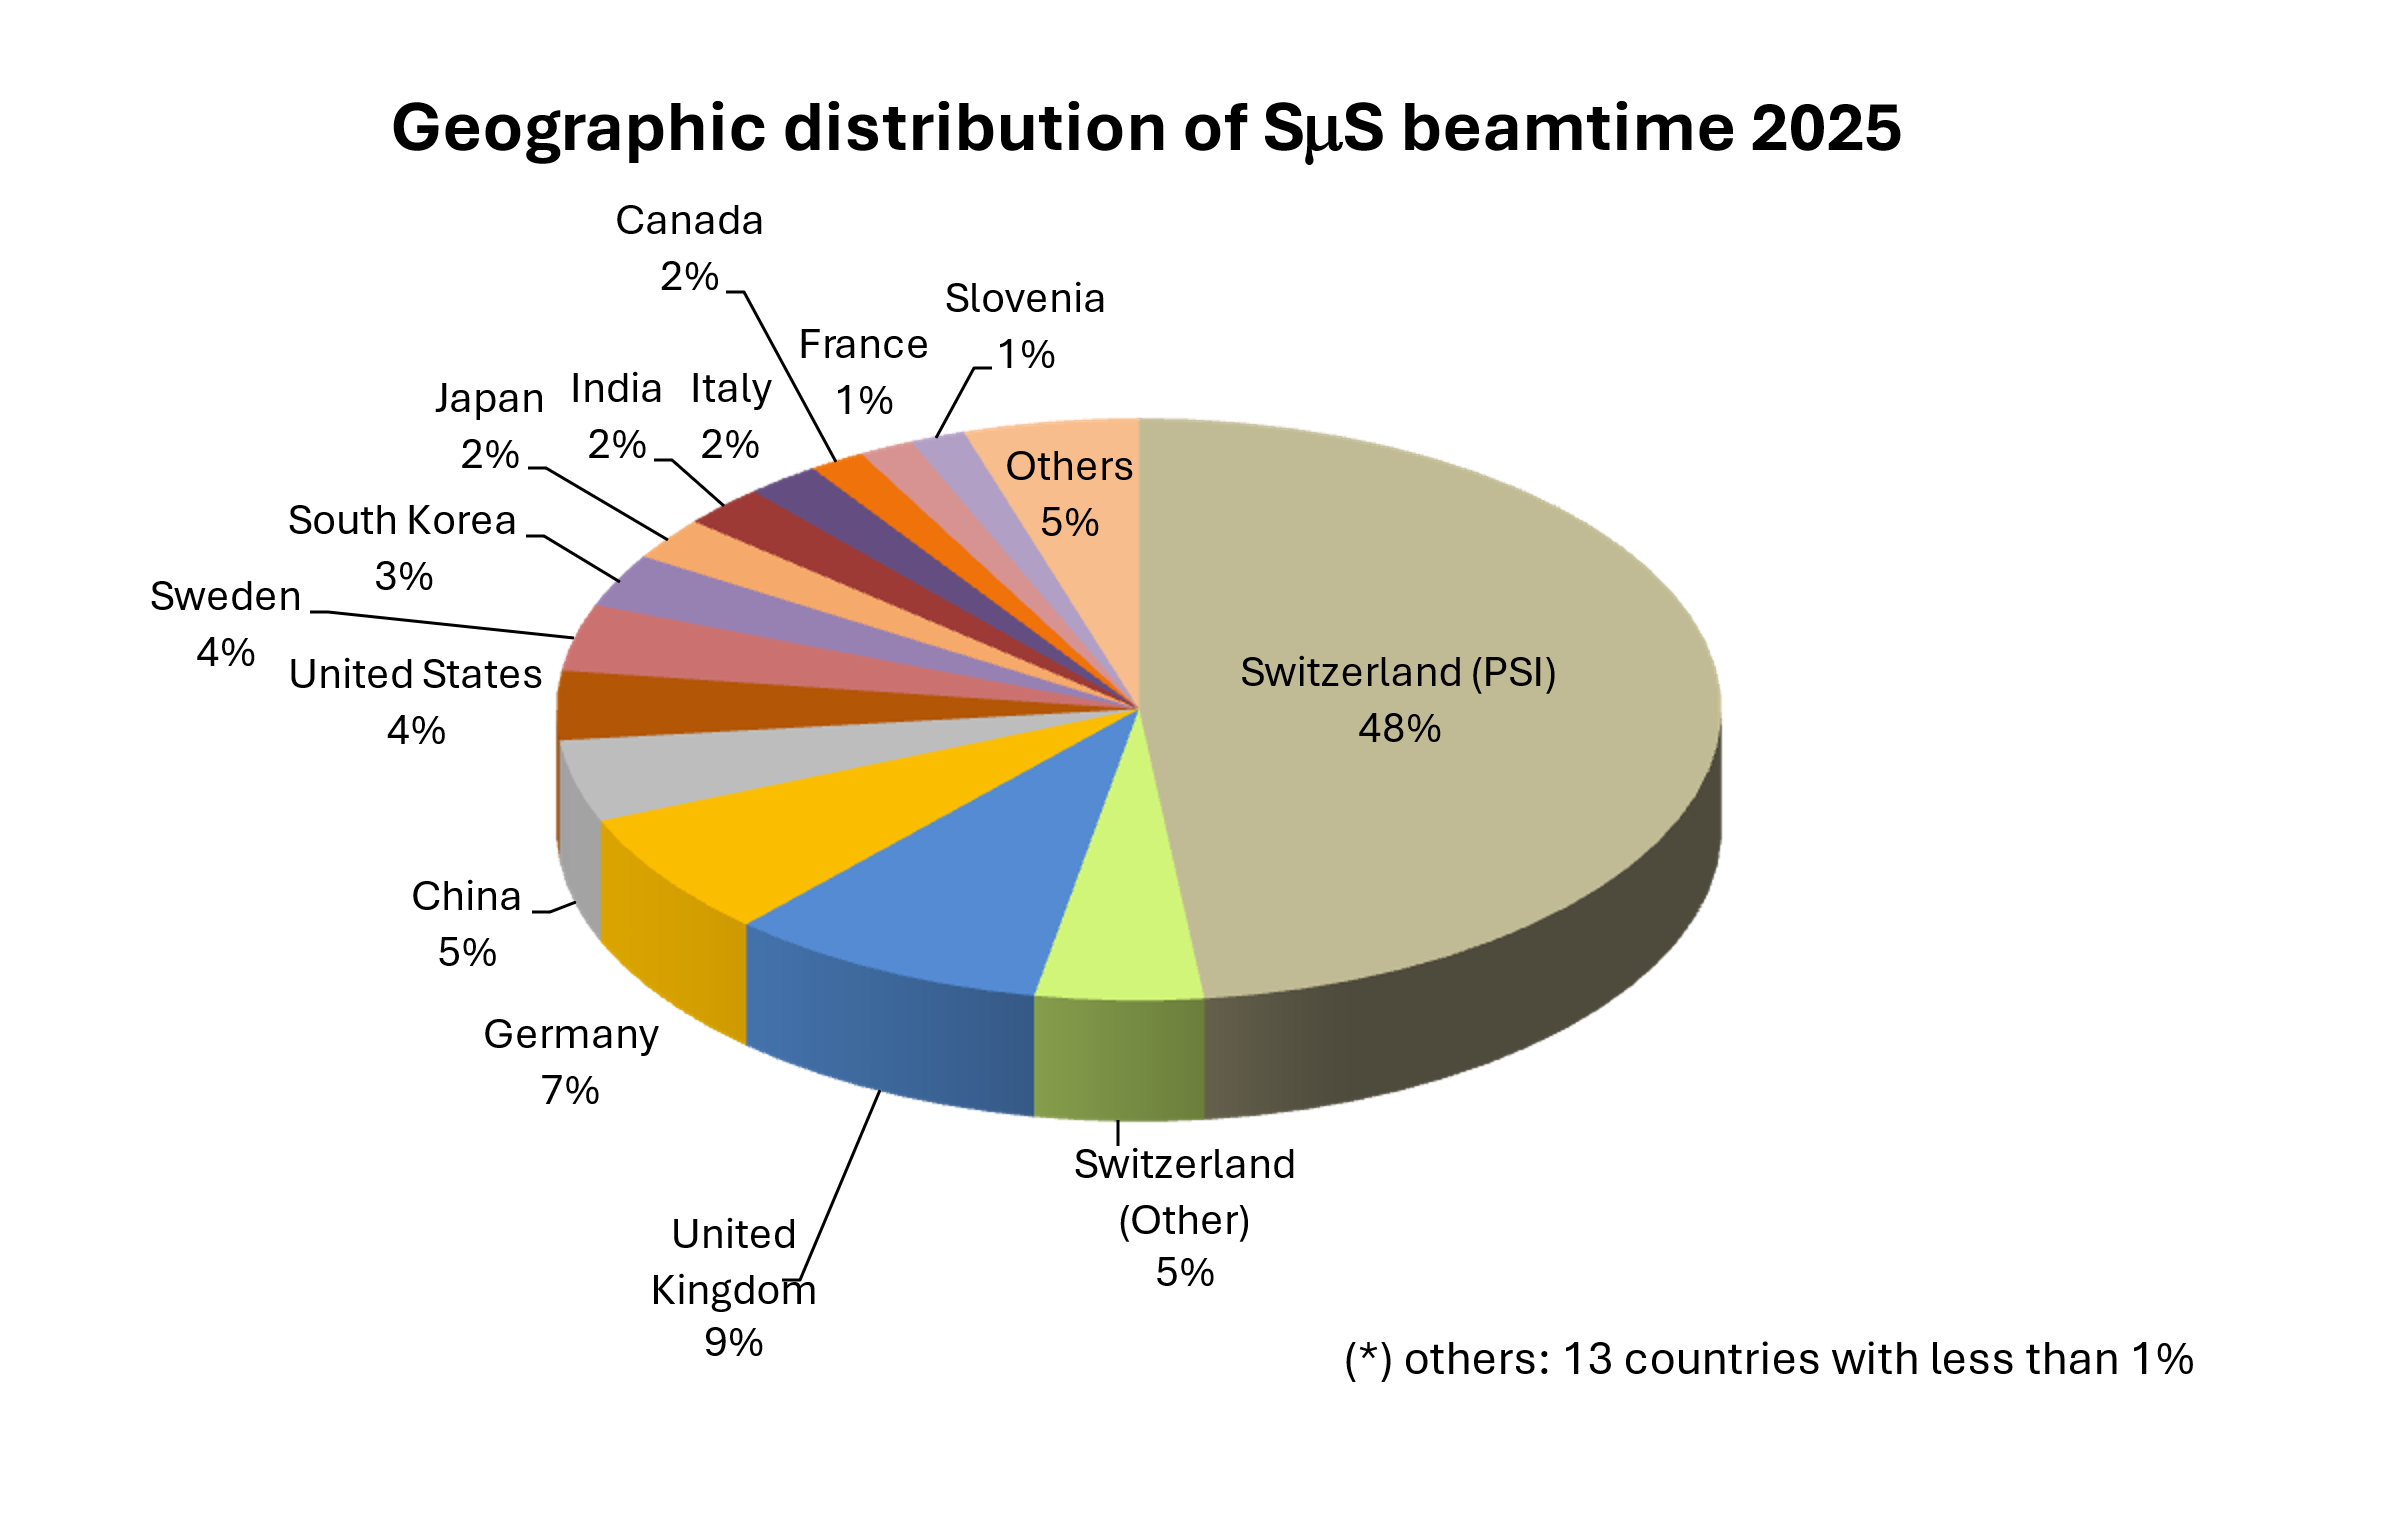 Geographic distribution of SμS beamtime 2025
Canada
2%
Slovenia
1%
France
1%
Italy
2%
India
2%
Japan
2%
South Korea
3%
Sweden
4%
United States
4%
Others
5%
Switzerland (PSI)
48%
China
5%
Germany
7%
United
Kingdom
9%
Switzerland
(Other)
5%
(*) others: 13 countries with less than 1%